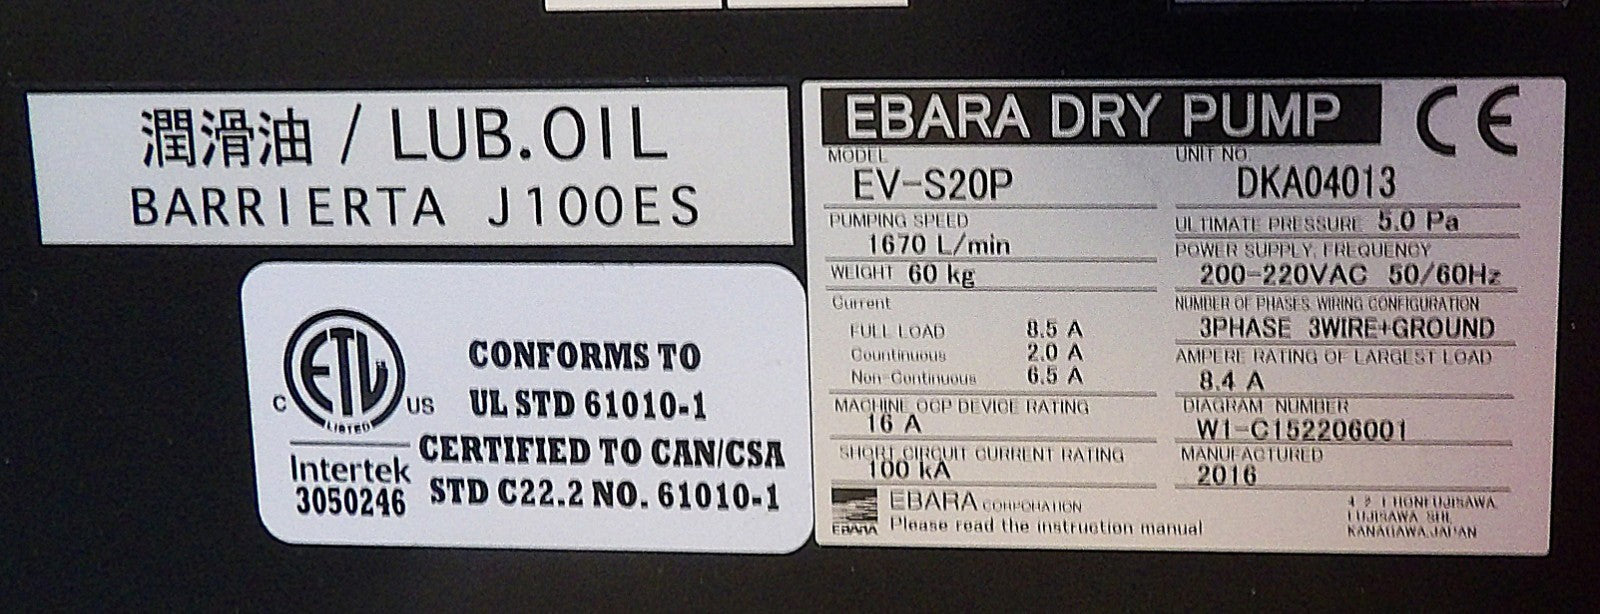 潤滑油 / LUB.OIL
BARRIERTA J100ES
ETL
LISTED
C US
Intertek
3050246
CONFORMS TO
UL STD 61010-1
CERTIFIED TO CAN/CSA
STD C22.2 NO. 61010-1
EBARA DRY PUMP CE
MODEL
EV-S20P
UNIT NO.
DKA04013
PUMPING SPEED
1670 L/min
ULTIMATE PRESSURE 5.0 Pa
WEIGHT 60 kg
POWER SUPPLY, FREQUENCY
200-220VAC 50/60Hz
Current
FULL LOAD 8.5 A
Countinuous 2.0 A
Non-Continuous 6.5 A
NUMBER OF PHASES, WIRING CONFIGURATION
3PHASE 3WIRE+GROUND
AMPERE RATING OF LARGEST LOAD
8.4 A
MACHINE OCP DEVICE RATING
16 A
DIAGRAM NUMBER
W1-C152206001
SHORT CIRCUIT CURRENT RATING
100 kA
MANUFACTURED
2016
EBARA
EBARA CORPORATION
Please read the instruction manual
4-2-1 HONFUJISAWA
FUJISAWA SHI,
KANAGAWA,JAPAN